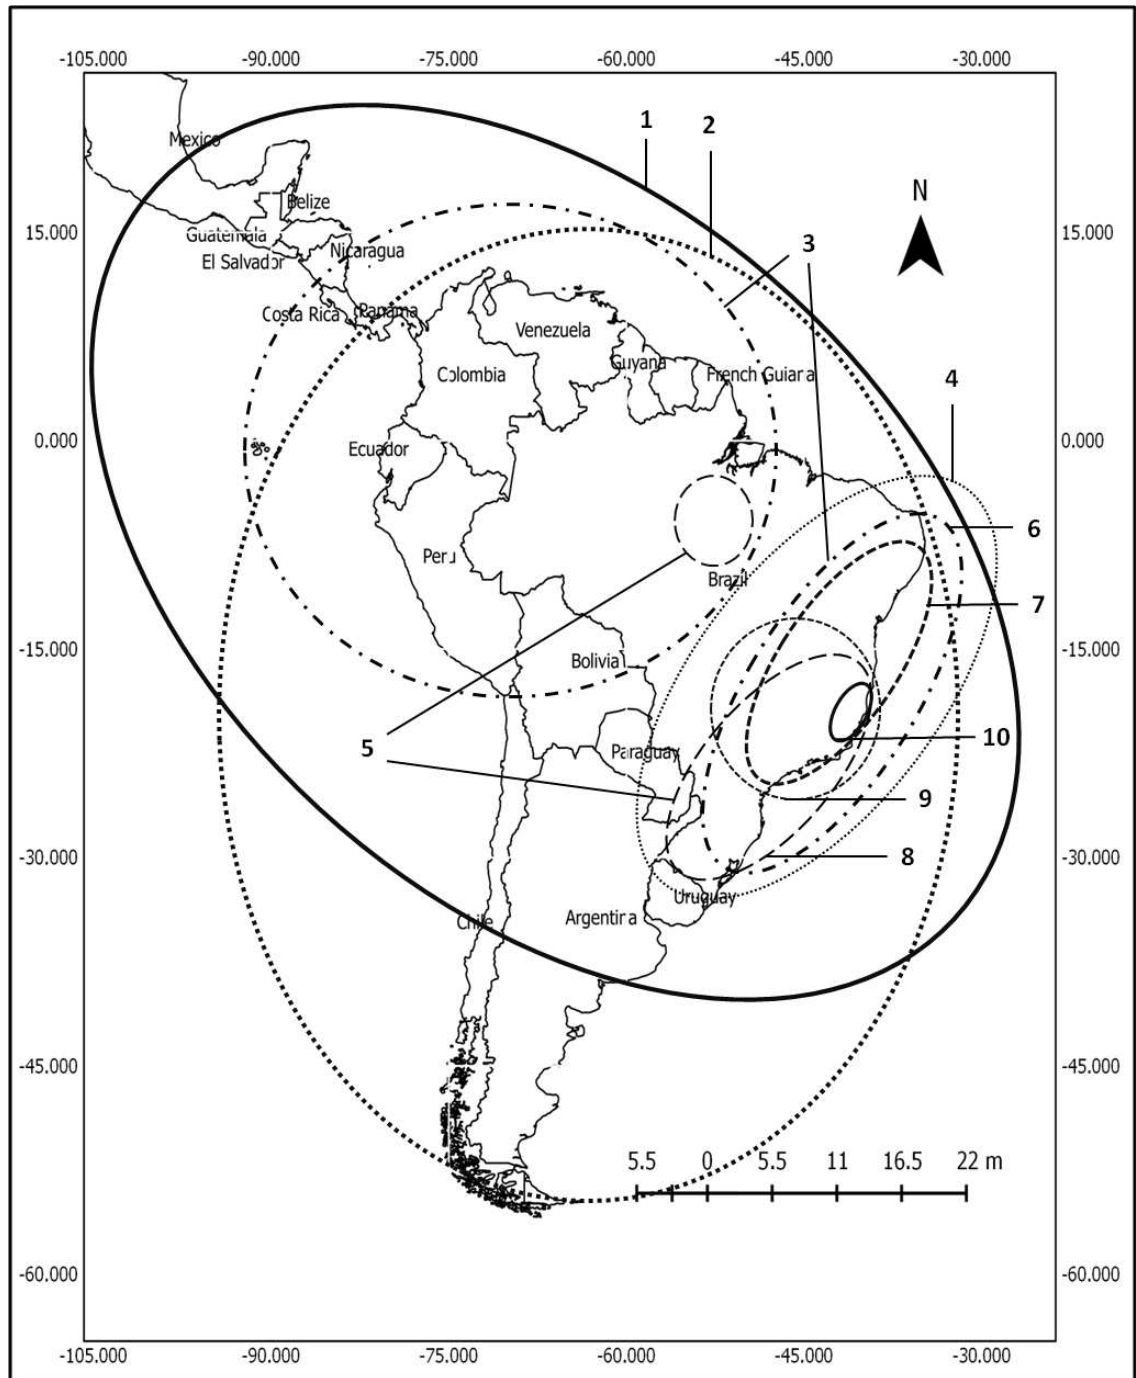 -105.000 -90.000 -75.000 -60.000 -45.000 -30.000
1 2
Mexico
N
Belize
15.000 Guatemala 3 15.000
Nicaragua
El Salvador
Costa Rica Panama
Venezuela
Guyana
Colombia French Guiara 4
0.000 Ecuador 0.000
6
Peru
Brazil
7
-15.000 -15.000
Bolivia
5 Paraguay 10
9
-30.000 8 -30.000
Uruguay
Argentira
Chile
-45.000 -45.000
5.5 0 5.5 11 16.5 22 m
-60.000 -60.000
-105.000 -90.000 -75.000 -60.000 -45.000 -30.000